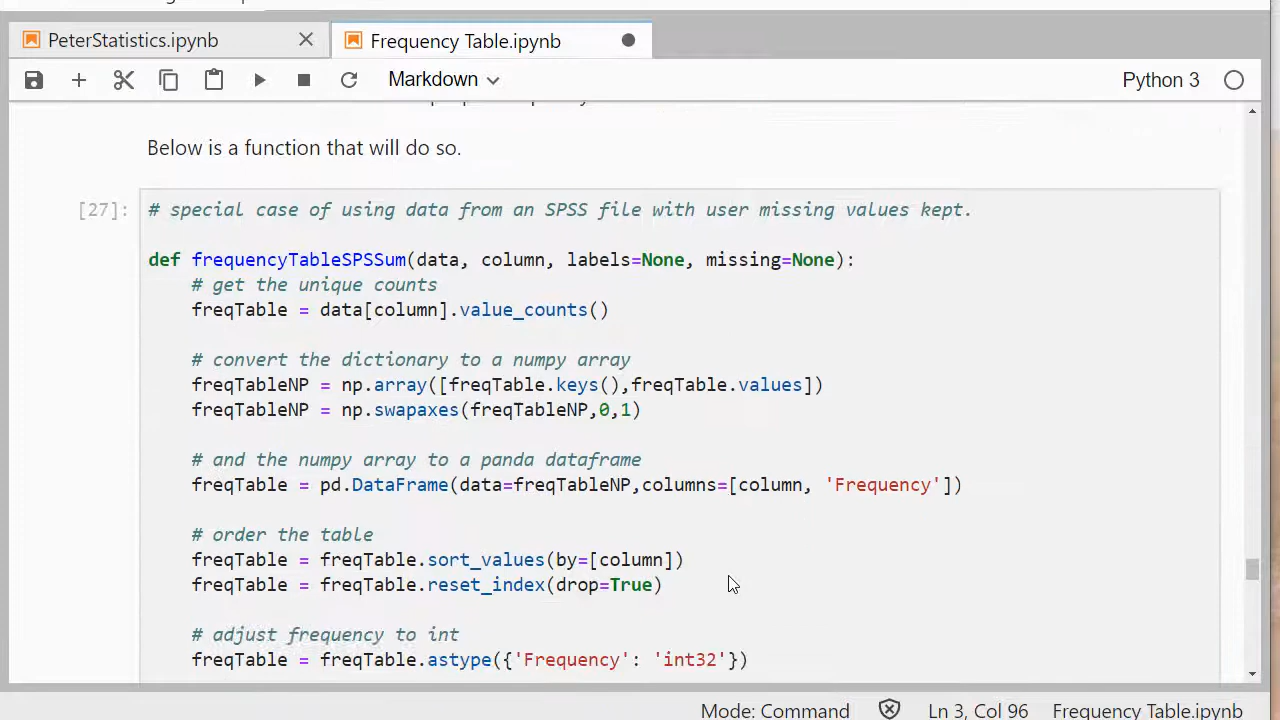 PeterStatistics.ipynb
Frequency Table.ipynb
Markdown
Python 3
Below is a function that will do so.
[27]:
# special case of using data from an SPSS file with user missing values kept.
def frequencyTableSPSSum(data, column, labels=None, missing=None):
# get the unique counts
freqTable = data[column].value_counts()
# convert the dictionary to a numpy array
freqTableNP = np.array([freqTable.keys(),freqTable.values])
freqTableNP = np.swapaxes(freqTableNP,0,1)
# and the numpy array to a panda dataframe
freqTable = pd.DataFrame(data=freqTableNP,columns=[column, 'Frequency'])
# order the table
freqTable = freqTable.sort_values(by=[column])
freqTable = freqTable.reset_index(drop=True)
# adjust frequency to int
freqTable = freqTable.astype({'Frequency': 'int32'})
Mode: Command
Ln 3, Col 96
Frequency Table.ipynb